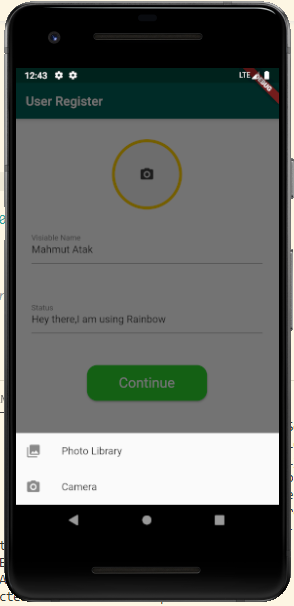 12:43
LTE
DEBUG
User Register
Visiable Name
Mahmut Atak
Status
Hey there,I am using Rainbow
Continue
Photo Library
Camera